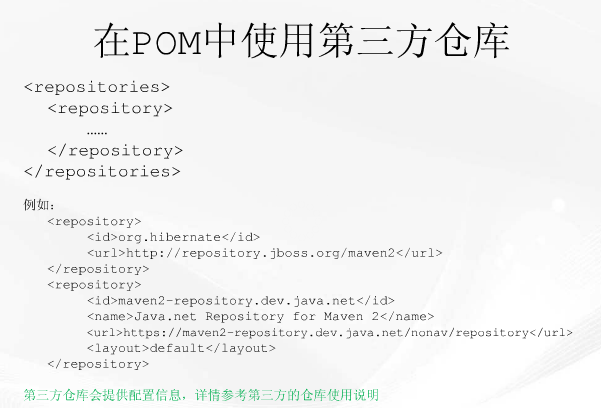 在POM中使用第三方仓库
<repositories>
<repository>
……
</repository>
</repositories>
例如：
<repository>
<id>org.hibernate</id>
<url>http://repository.jboss.org/maven2</url>
</repository>
<repository>
<id>maven2-repository.dev.java.net</id>
<name>Java.net Repository for Maven 2</name>
<url>https://maven2-repository.dev.java.net/nonav/repository</url>
<layout>default</layout>
</repository>
第三方仓库会提供配置信息，详情参考第三方的仓库使用说明